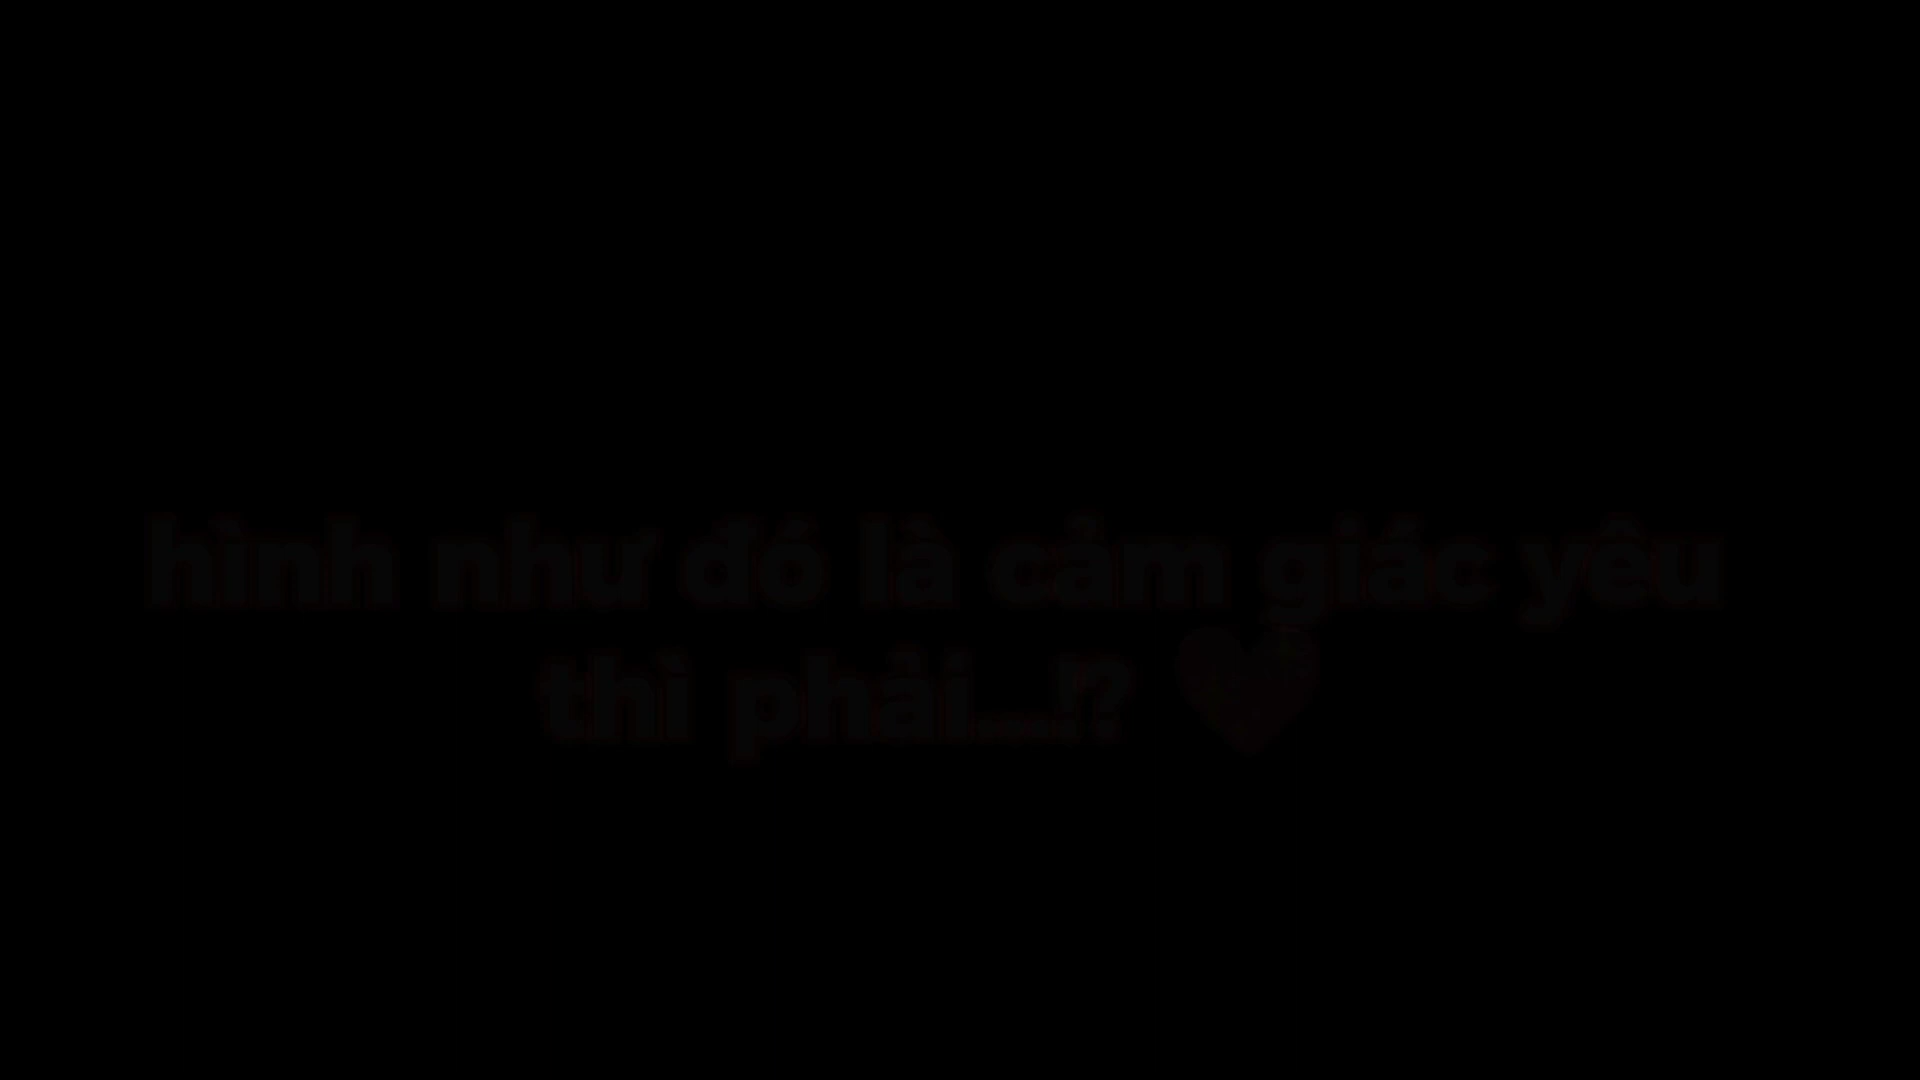 hình như đó là cảm giác yêu
thì phải...!? ♥